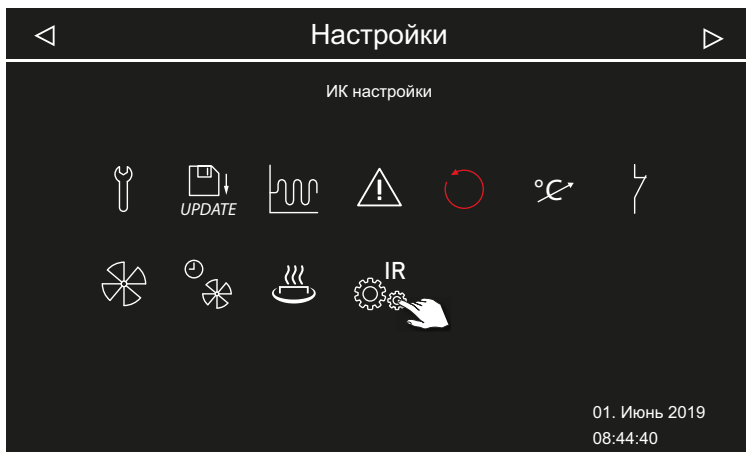 Настройки
ИК настройки
UPDATE
°C
IR
01. Июнь 2019
08:44:40